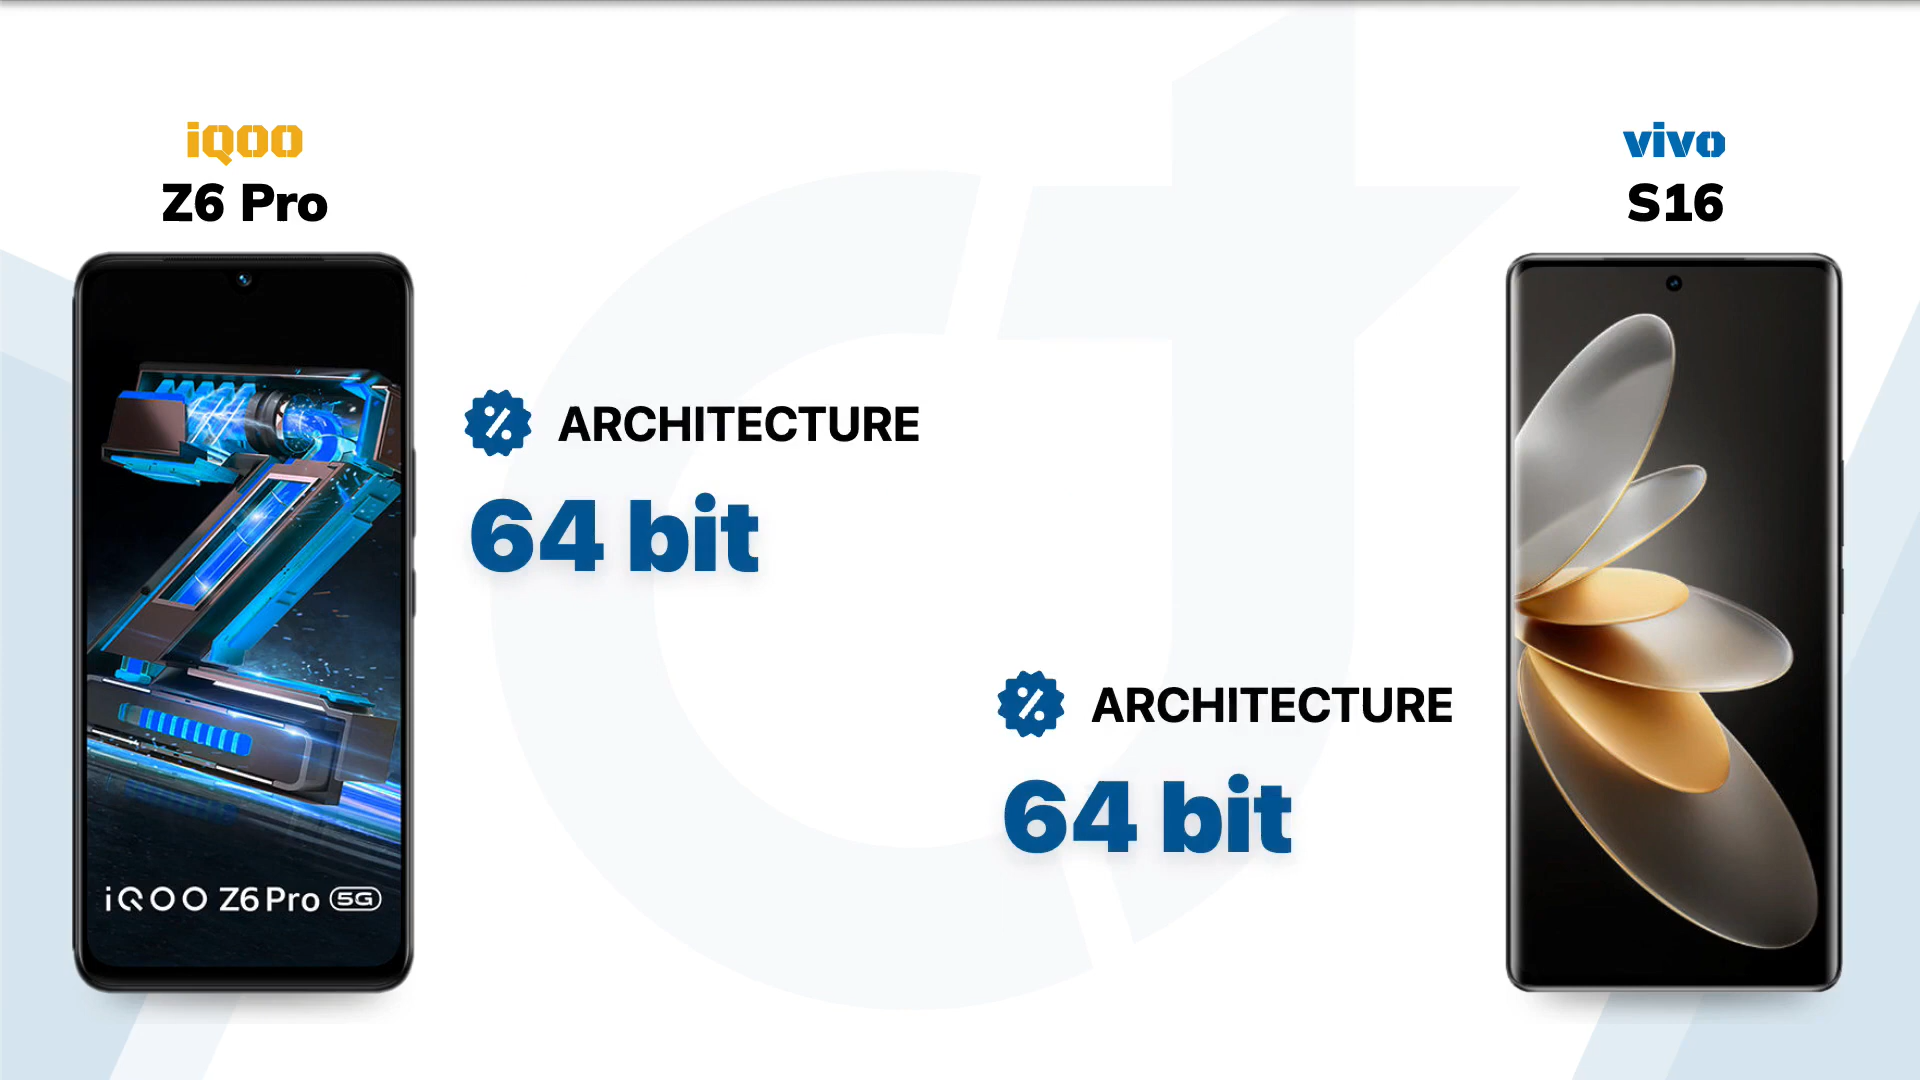 iQOO
Z6 Pro
vivo
S16
ARCHITECTURE
64 bit
ARCHITECTURE
64 bit
iQOO Z6 Pro 5G